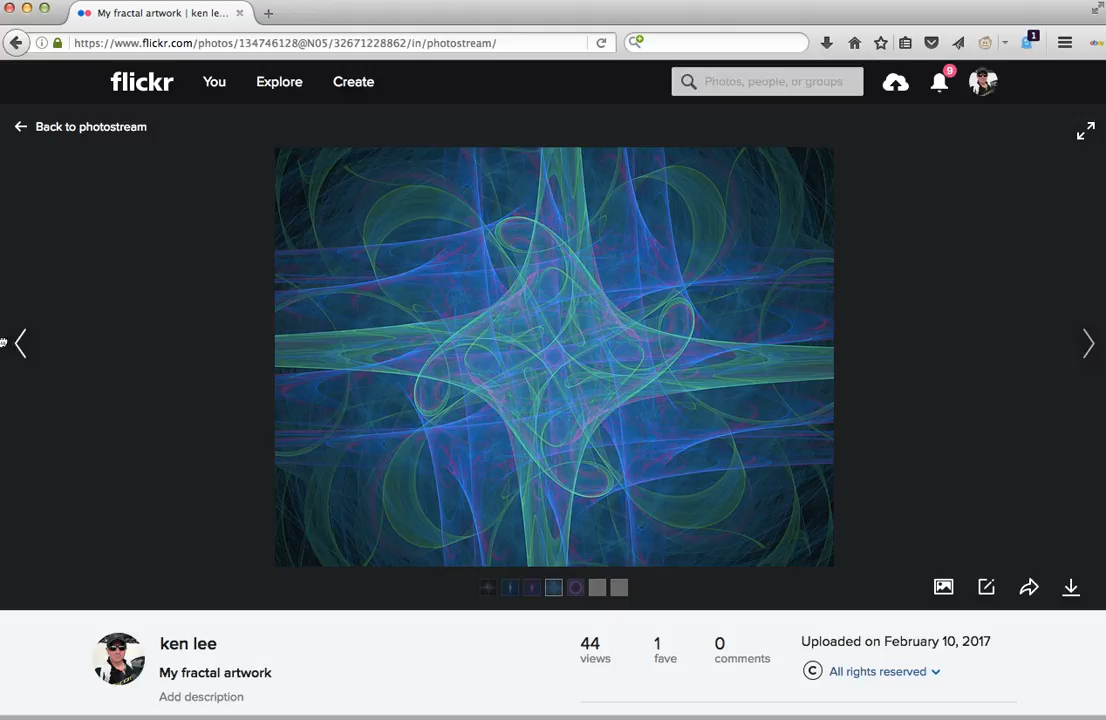 My fractal artwork | ken le...
https://www.flickr.com/photos/134746128@N05/32671228862/in/photostream/
1
flickr
You
Explore
Create
Photos, people, or groups
9
Back to photostream
ken lee
My fractal artwork
Add description
44
views
1
fave
0
comments
Uploaded on February 10, 2017
All rights reserved